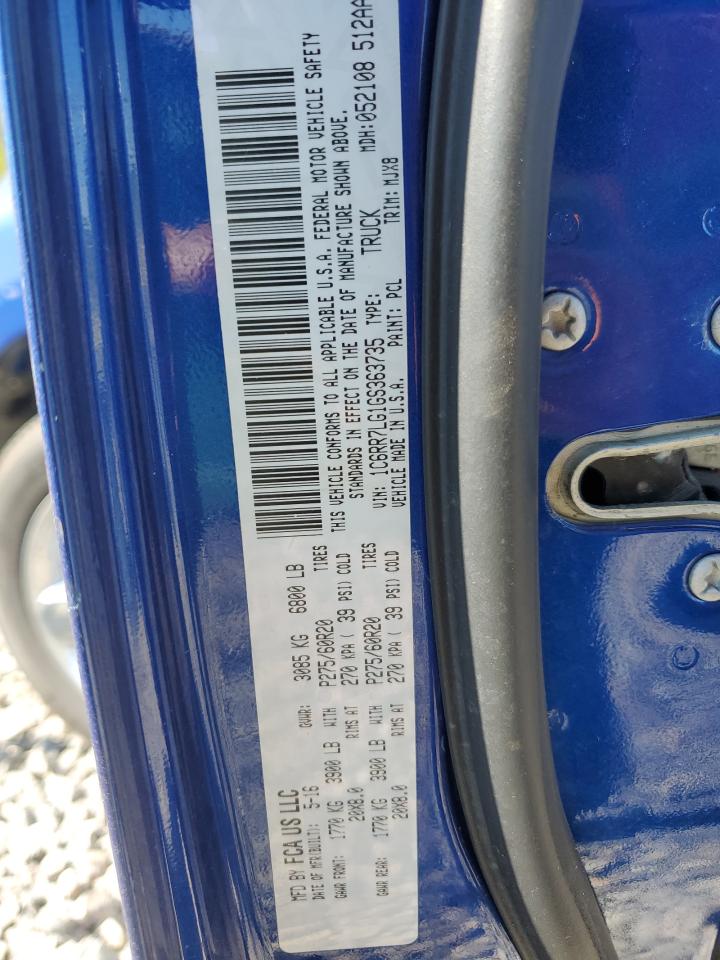 MFD BY FCA US LLC
DATE OF MFR(BUILT): 5-16 GVWR: 3085 KG 6800 LB
GAWR FRONT: 1770 KG 3900 LB WITH P275/60R20 TIRES
20X8.0 RIMS AT 270 KPA ( 39 PSI) COLD
GAWR REAR: 1770 KG 3900 LB WITH P275/60R20 TIRES
20X8.0 RIMS AT 270 KPA ( 39 PSI) COLD
THIS VEHICLE CONFORMS TO ALL APPLICABLE U.S.A. FEDERAL MOTOR VEHICLE SAFETY
STANDARDS IN EFFECT ON THE DATE OF MANUFACTURE SHOWN ABOVE.
VIN: 1C6RR7LG1GS363735 TYPE: TRUCK MDH:052108 512AA
VEHICLE MADE IN U.S.A. PAINT: PCL TRIM: MJX8